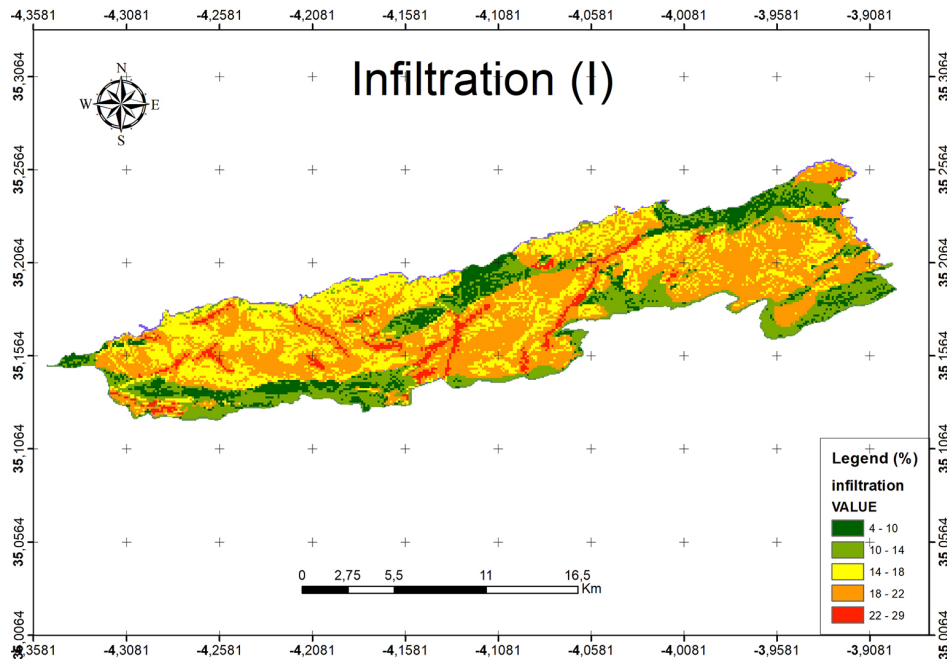 -4,3581 -4,3081 -4,2581 -4,2081 -4,1581 -4,1081 -4,0581 -4,0081 -3,9581 -3,9081
Infiltration (I)
N
W E
S
35,3064 35,3064
35,2564 35,2564
35,2064 35,2064
35,1564 35,1564
35,1064 35,1064
35,0564 35,0564
35,0064 35,0064
Legend (%)
infiltration
VALUE
4 - 10
10 - 14
14 - 18
18 - 22
22 - 29
0 2,75 5,5 11 16,5
Km
-4,3581 -4,3081 -4,2581 -4,2081 -4,1581 -4,1081 -4,0581 -4,0081 -3,9581 -3,9081